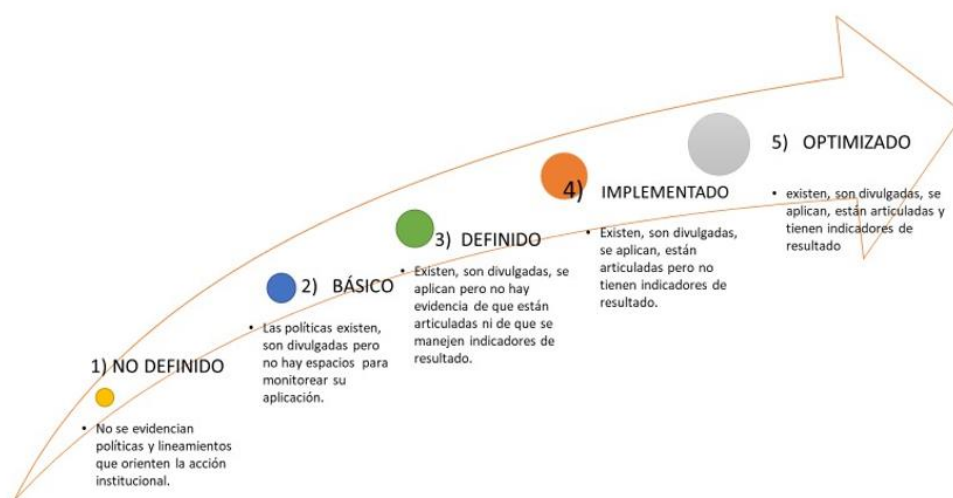 1) NO DEFINIDO
• No se evidencian
políticas y lineamientos
que orienten la acción
institucional.
2) BÁSICO
• Las políticas existen,
son divulgadas pero
no hay espacios para
monitorear su
aplicación.
3) DEFINIDO
• Existen, son divulgadas, se
aplican pero no hay
evidencia de que están
articuladas ni de que se
manejen indicadores de
resultado.
4) IMPLEMENTADO
• Existen, son divulgadas,
se aplican, están
articuladas pero no
tienen indicadores de
resultado.
5) OPTIMIZADO
• existen, son divulgadas, se
aplican, están articuladas y
tienen indicadores de
resultado